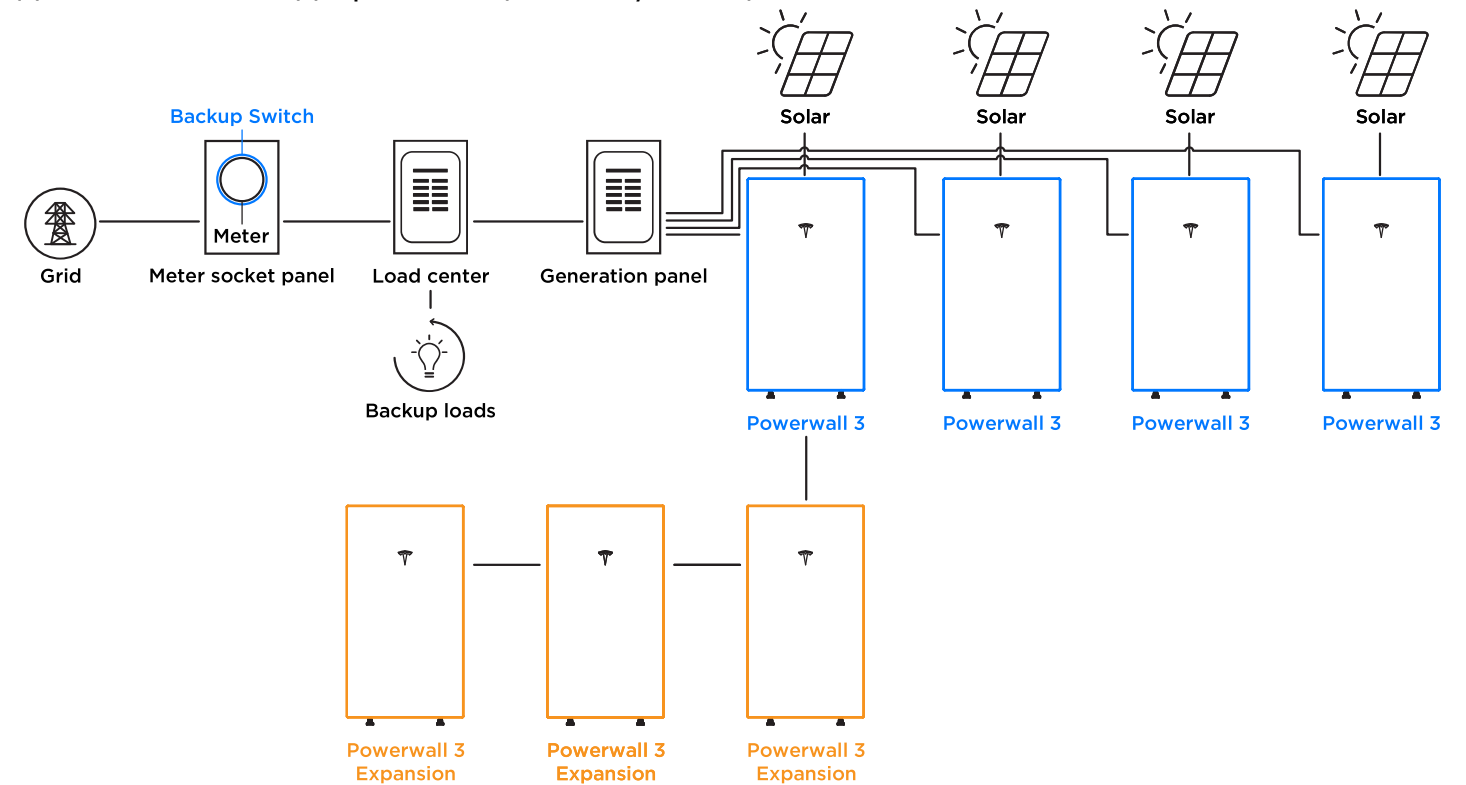 Solar
Solar
Solar
Solar
Backup Switch
Meter
Grid
Meter socket panel
Load center
Generation panel
Backup loads
Powerwall 3
Powerwall 3
Powerwall 3
Powerwall 3
Powerwall 3
Expansion
Powerwall 3
Expansion
Powerwall 3
Expansion